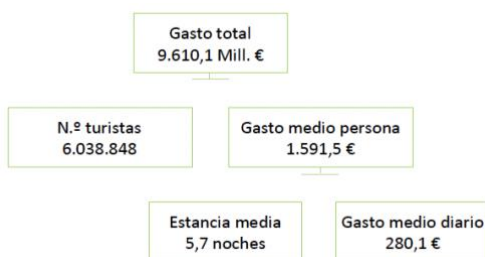 Gasto total
9.610,1 Mill. €
N.º turistas
6.038.848
Gasto medio persona
1.591,5 €
Estancia media
5,7 noches
Gasto medio diario
280,1 €